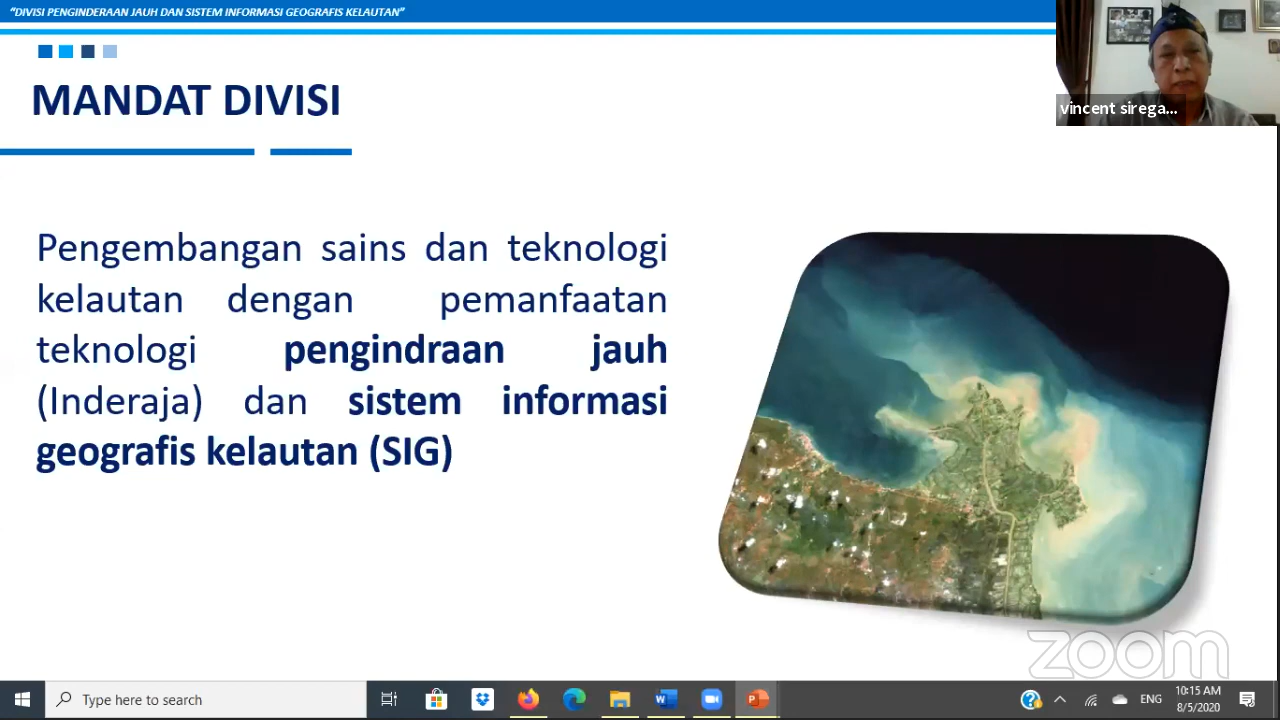 "DIVISI PENGINDERAAN JAUH DAN SISTEM INFORMASI GEOGRAFIS KELAUTAN"
MANDAT DIVISI
vincent sirega...
Pengembangan sains dan teknologi
kelautan dengan pemanfaatan
teknologi pengindraan jauh
(Inderaja) dan sistem informasi
geografis kelautan (SIG)
zoom
Type here to search
ENG
10:15 AM
8/5/2020